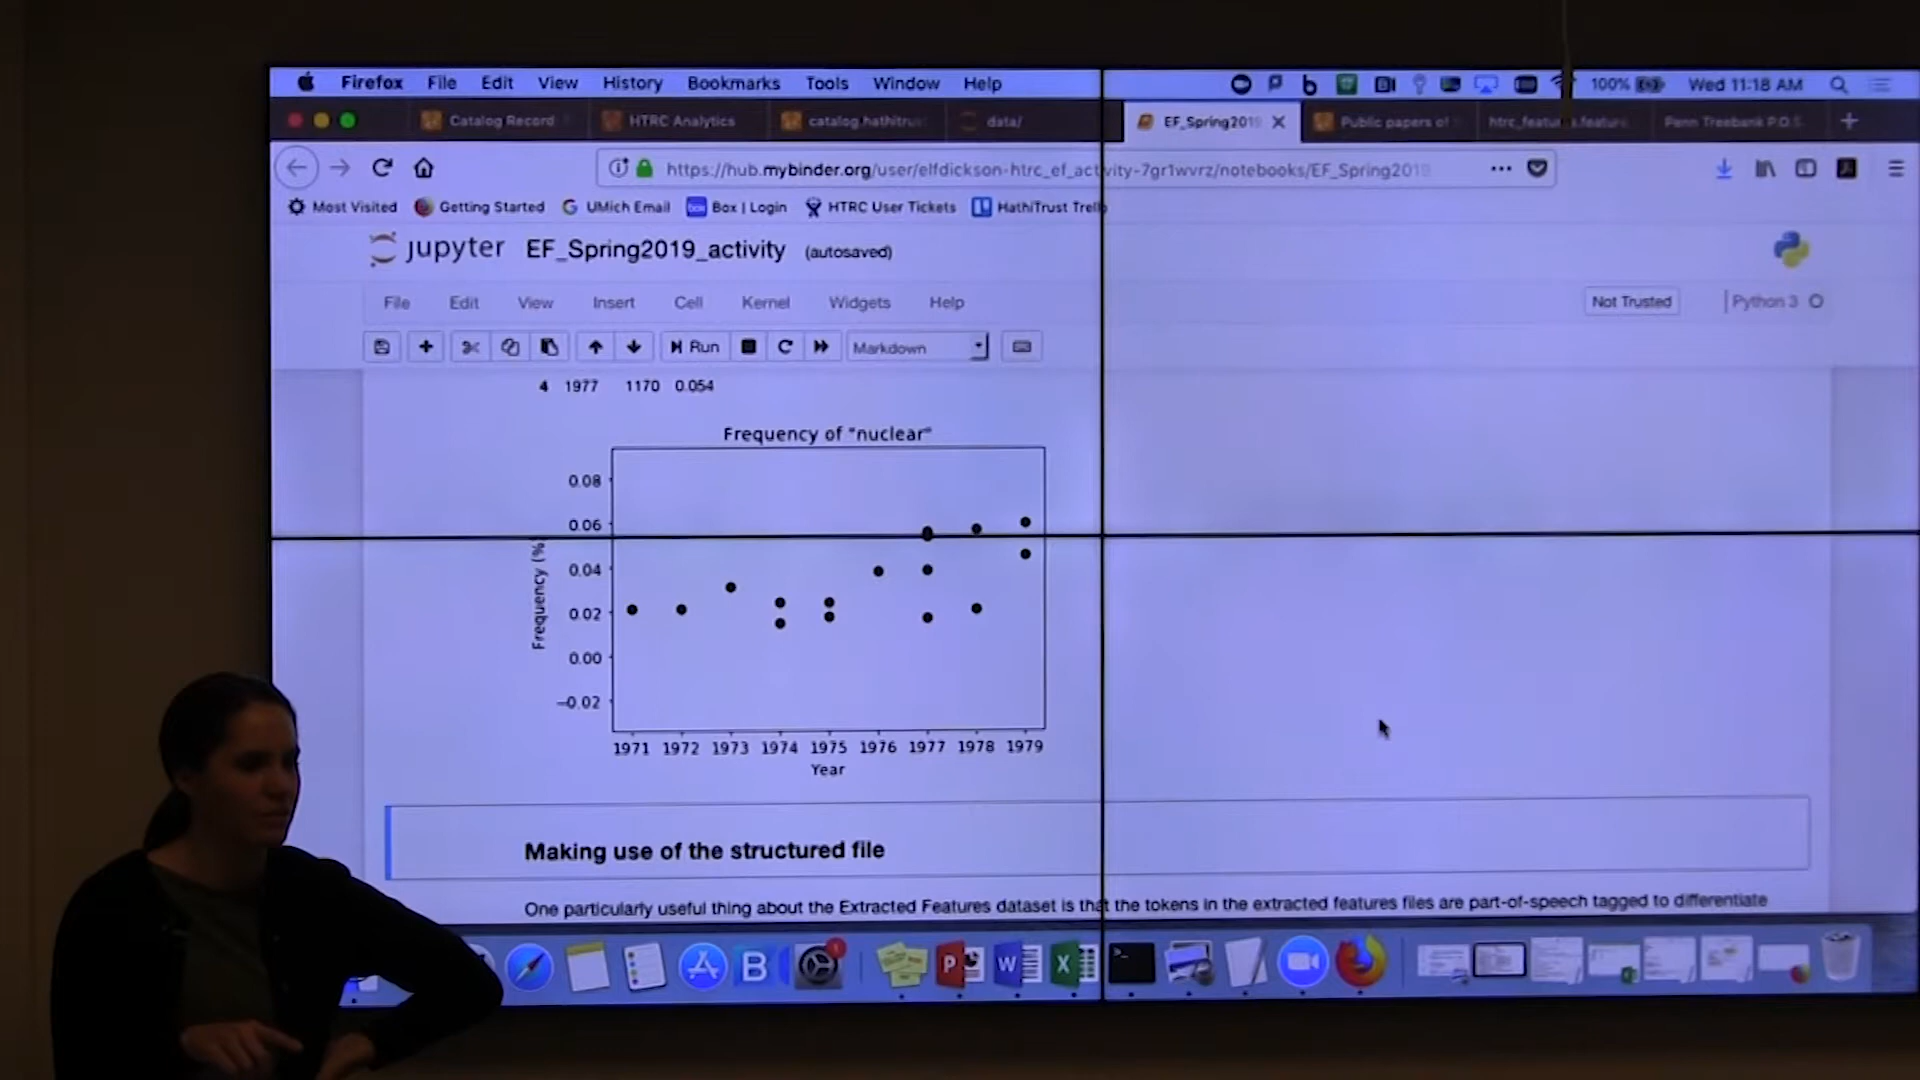 Firefox File Edit View History Bookmarks Tools Window Help 100% Wed 11:18 AM
Catalog Record HTRC Analytics catalog.hathitrus data/ EF_Spring2019 Public papers of Penn Treebank P.O.S.
https://hub.mybinder.org/user/elfdickson-htrc_ef_activity-7gr1wvrz/notebooks/EF_Spring2019
Most Visited Getting Started UMich Email Box | Login HTRC User Tickets HathiTrust Trello
jupyter EF_Spring2019_activity (autosaved)
File Edit View Insert Cell Kernel Widgets Help Not Trusted Python 3
Run Markdown
4 1977 1170 0.054
Frequency of "nuclear"
0.08
0.06
0.04
0.02
0.00
−0.02
Frequency (%)
1971 1972 1973 1974 1975 1976 1977 1978 1979
Year
Making use of the structured file
One particularly useful thing about the Extracted Features dataset is that the tokens in the extracted features files are part-of-speech tagged to differentiate